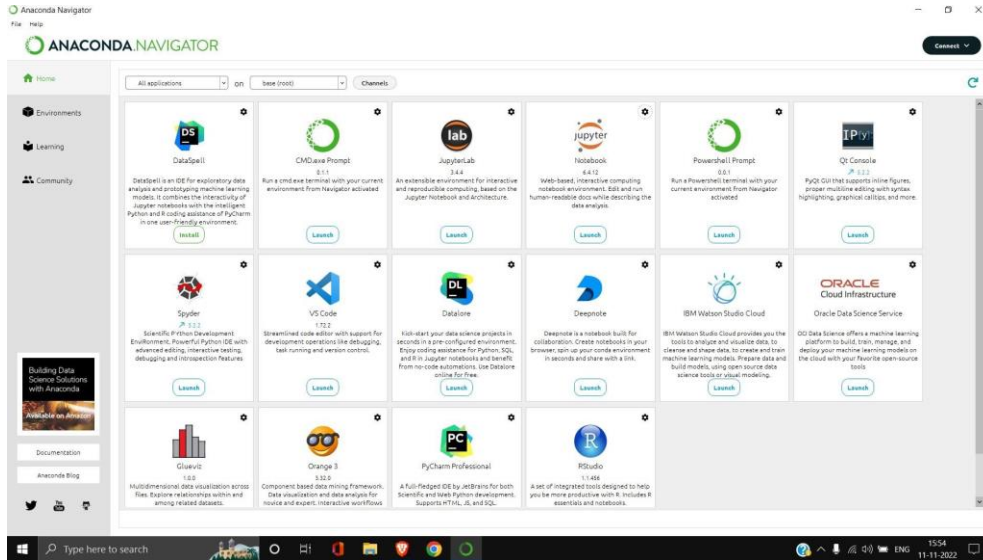 Anaconda Navigator
File Help
ANACONDA.NAVIGATOR
Connect
Home
All applications on base (root) Channels
Environments
Learning
Community
DS
DataSpell
DataSpell is an IDE for exploratory data
analysis and prototyping machine learning
models. It combines the interactivity of
Jupyter notebooks with the intelligent
Python and R coding assistance of PyCharm
in one user-friendly environment.
Install
CMD.exe Prompt
0.1.1
Run a cmd.exe terminal with your current
environment from Navigator activated
Launch
lab
JupyterLab
3.4.4
An extensible environment for interactive
and reproducible computing, based on the
Jupyter Notebook and Architecture.
Launch
jupyter
Notebook
6.4.12
Web-based, interactive computing
notebook environment. Edit and run
human-readable docs while describing the
data analysis.
Launch
Powershell Prompt
0.0.1
Run a Powershell terminal with your
current environment from Navigator
activated
Launch
IP[y]:
Qt Console
5.2.2
PyQt GUI that supports inline figures,
proper multiline editing with syntax
highlighting, graphical calltips, and more.
Launch
Spyder
5.2.2
Scientific PYthon Development
EnviRonment. Powerful Python IDE with
advanced editing, interactive testing,
debugging and introspection features
Launch
VS Code
1.72.2
Streamlined code editor with support for
development operations like debugging,
task running and version control.
Launch
DL
Datalore
Kick-start your data science projects in
seconds in a pre-configured environment.
Enjoy coding assistance for Python, SQL,
and R in Jupyter notebooks and benefit
from no-code automations. Use Datalore
online for free.
Launch
Deepnote
Deepnote is a notebook built for
collaboration. Create notebooks in your
browser, spin up your conda environment
in seconds and share with a link.
Launch
IBM Watson Studio Cloud
IBM Watson Studio Cloud provides you the
tools to analyze and visualize data, to
cleanse and shape data, to create and train
machine learning models. Prepare data and
build models, using open source data
science tools or visual modeling.
Launch
ORACLE
Cloud Infrastructure
Oracle Data Science Service
OCI Data Science offers a machine learning
platform to build, train, manage, and
deploy your machine learning models on
the cloud with your favorite open-source
tools
Launch
Building Data
Science Solutions
with Anaconda
Available on Amazon
Documentation
Anaconda Blog
Glueviz
1.0.0
Multidimensional data visualization across
files. Explore relationships within and
among related datasets.
Orange 3
3.32.0
Component based data mining framework.
Data visualization and data analysis for
novice and expert. Interactive workflows
PC
PyCharm Professional
A full-fledged IDE by JetBrains for both
Scientific and Web Python development.
Supports HTML, JS, and SQL.
R
RStudio
1.1.456
A set of integrated tools designed to help
you be more productive with R. Includes R
essentials and notebooks.
You
Type here to search
ENG
15:54
11-11-2022